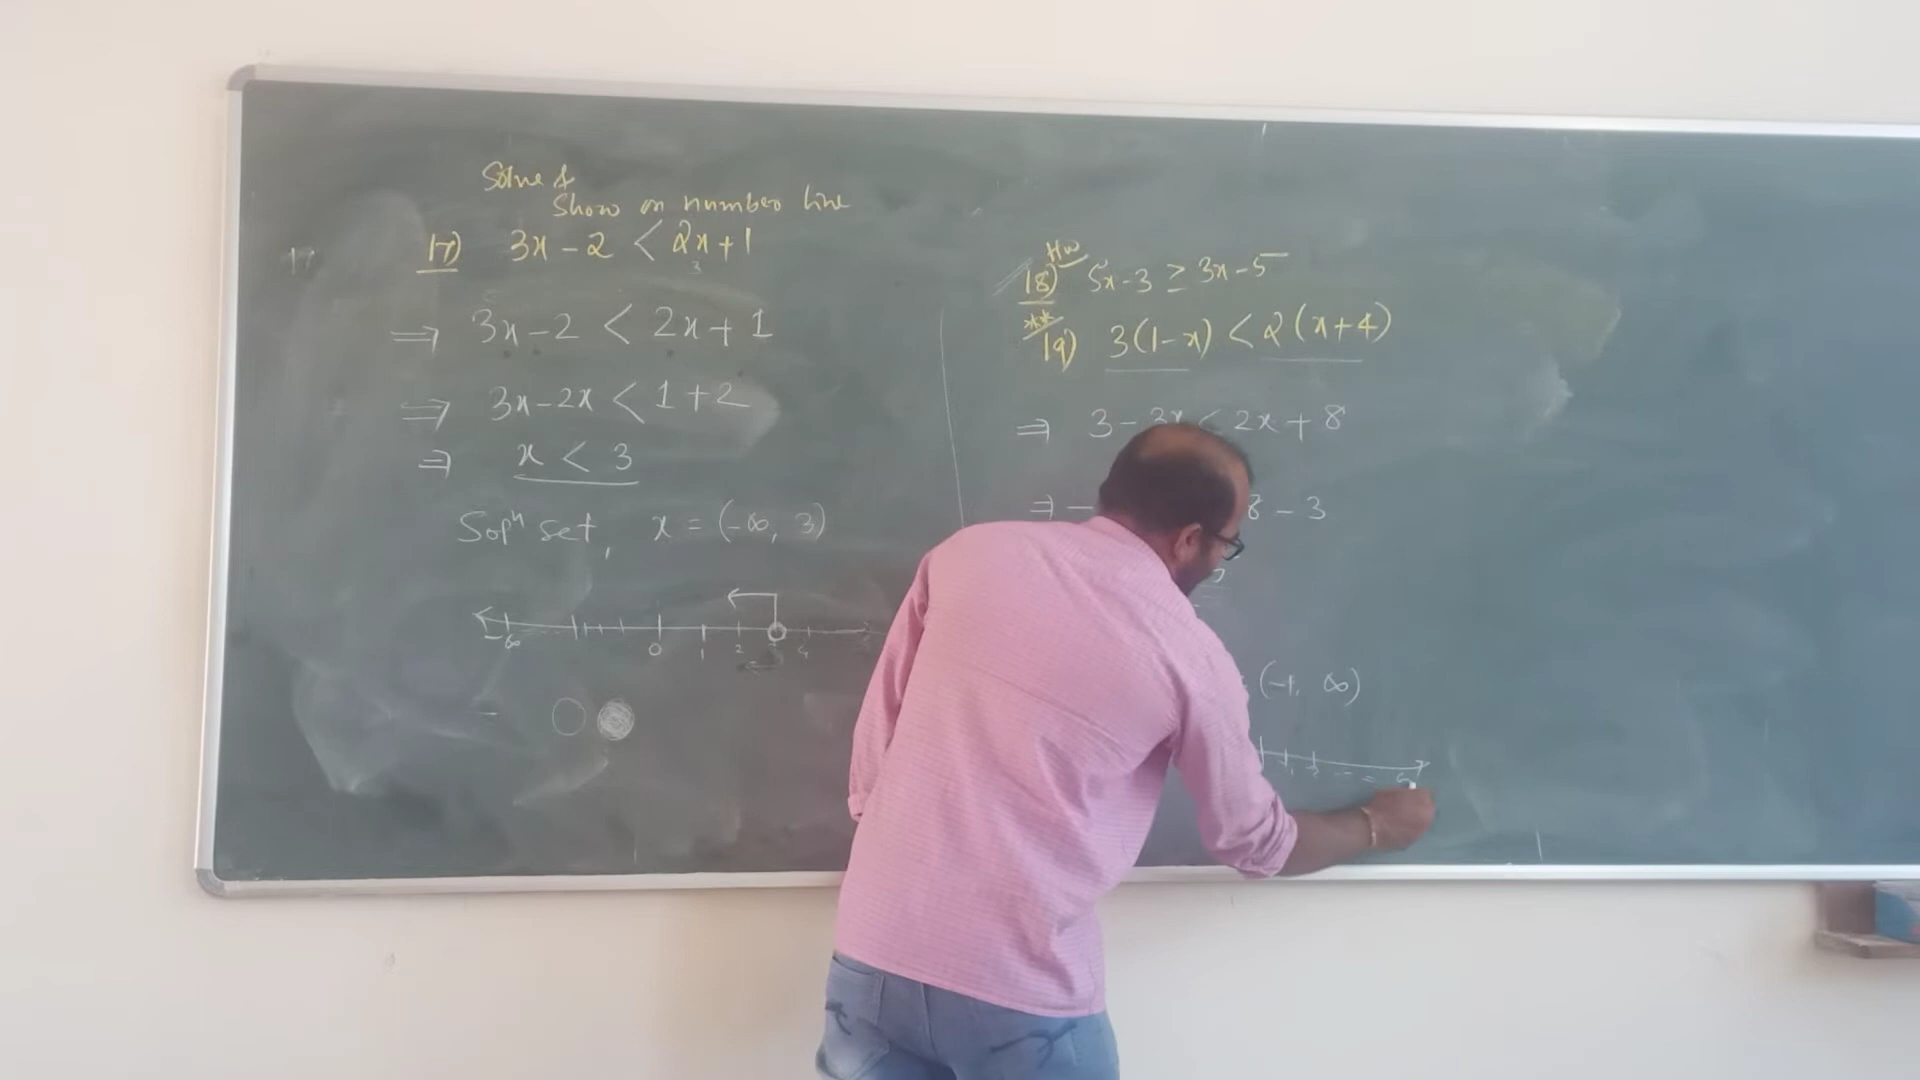 Solve &
Show on number line
17) 3x-2 < 2x+1
⇒ 3x-2 < 2x+1
⇒ 3x-2x < 1+2
⇒ x < 3
Solⁿ set, x = (-∞, 3)
-∞ 0 1 2 3 4
HW
18) 5x-3 ≥ 3x-5
**
19) 3(1-x) < 2(x+4)
⇒ 3-3x < 2x+8
⇒ - 8-3
(-1, ∞)